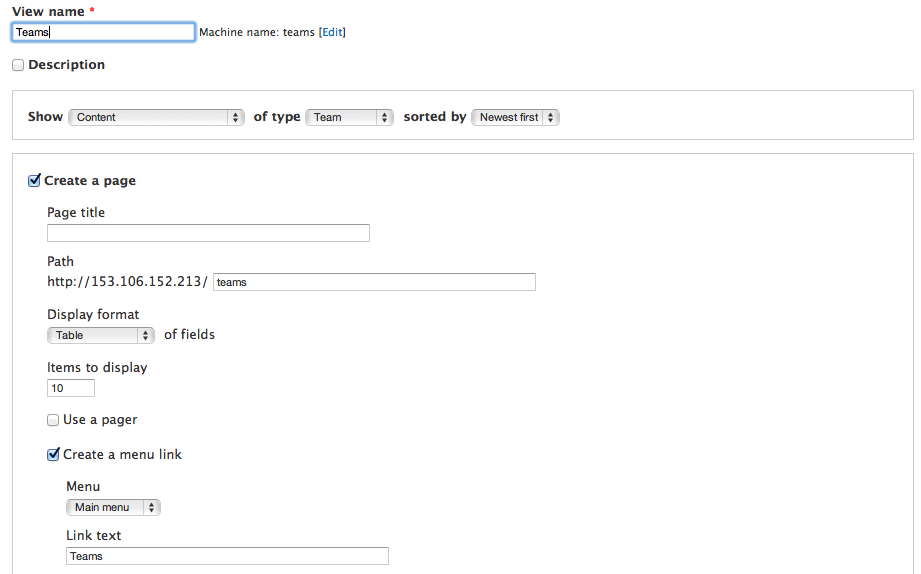 View name *
Teams Machine name: teams [Edit]
Description
Show Content of type Team sorted by Newest first
Create a page
Page title
Path
http://153.106.152.213/ teams
Display format
Table of fields
Items to display
10
Use a pager
Create a menu link
Menu
Main menu
Link text
Teams